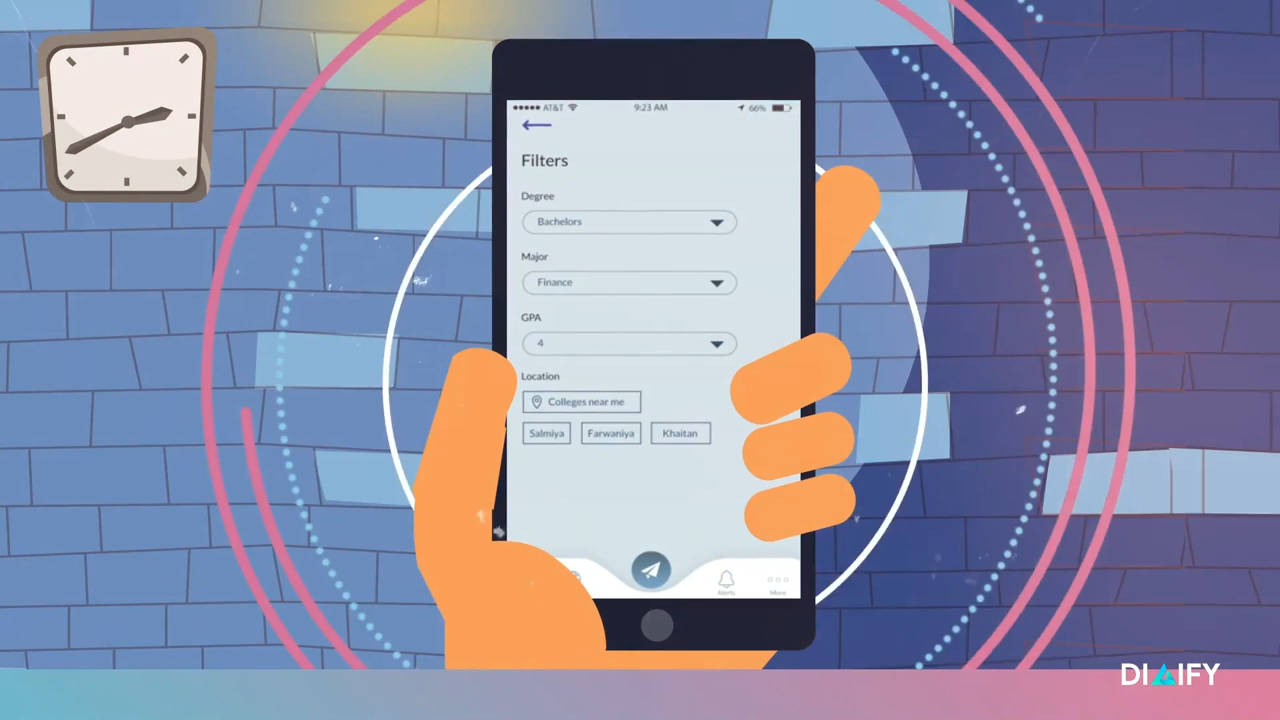 AT&T 9:23 AM 66%
Filters
Degree
Bachelors
Major
Finance
GPA
4
Location
Colleges near me
Salmiya Farwaniya Khaitan
Alerts More
DIAIFY